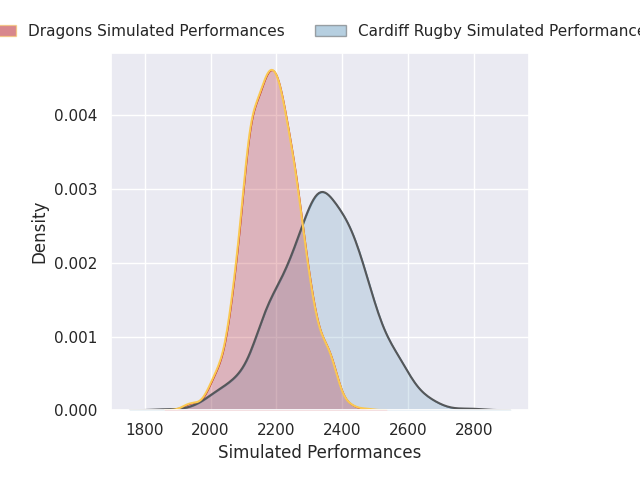 Dragons Simulated Performances
Cardiff Rugby Simulated Performance
0.004
0.003
0.002
0.001
0.000
Density
1800
2000
2200
2400
2600
2800
Simulated Performances